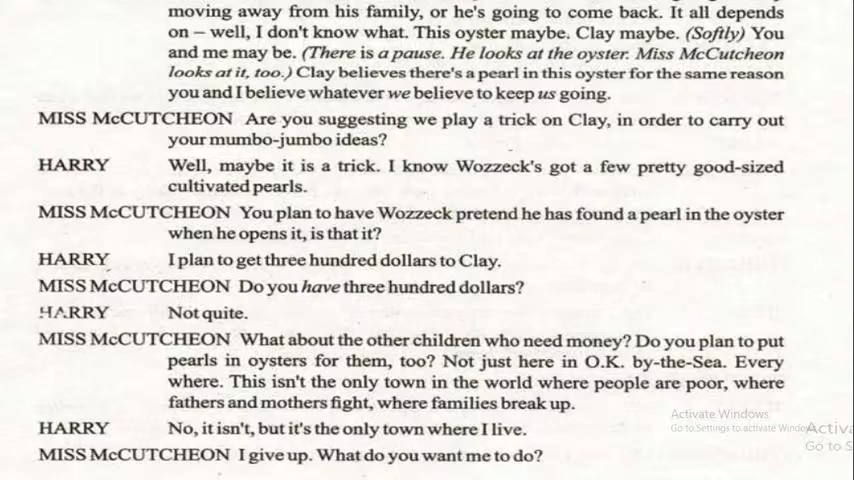 moving away from his family, or he's going to come back. It all depends
on – well, I don't know what. This oyster maybe. Clay maybe. (Softly) You
and me may be. (There is a pause. He looks at the oyster. Miss McCutcheon
looks at it, too.) Clay believes there's a pearl in this oyster for the same reason
you and I believe whatever we believe to keep us going.
MISS McCUTCHEON Are you suggesting we play a trick on Clay, in order to carry out
your mumbo-jumbo ideas?
HARRY Well, maybe it is a trick. I know Wozzeck's got a few pretty good-sized
cultivated pearls.
MISS McCUTCHEON You plan to have Wozzeck pretend he has found a pearl in the oyster
when he opens it, is that it?
HARRY I plan to get three hundred dollars to Clay.
MISS McCUTCHEON Do you have three hundred dollars?
HARRY Not quite.
MISS McCUTCHEON What about the other children who need money? Do you plan to put
pearls in oysters for them, too? Not just here in O.K. by-the-Sea. Every
where. This isn't the only town in the world where people are poor, where
fathers and mothers fight, where families break up.
HARRY No, it isn't, but it's the only town where I live.
MISS McCUTCHEON I give up. What do you want me to do?
Activate Windows
Go to Settings to activate
Go to S